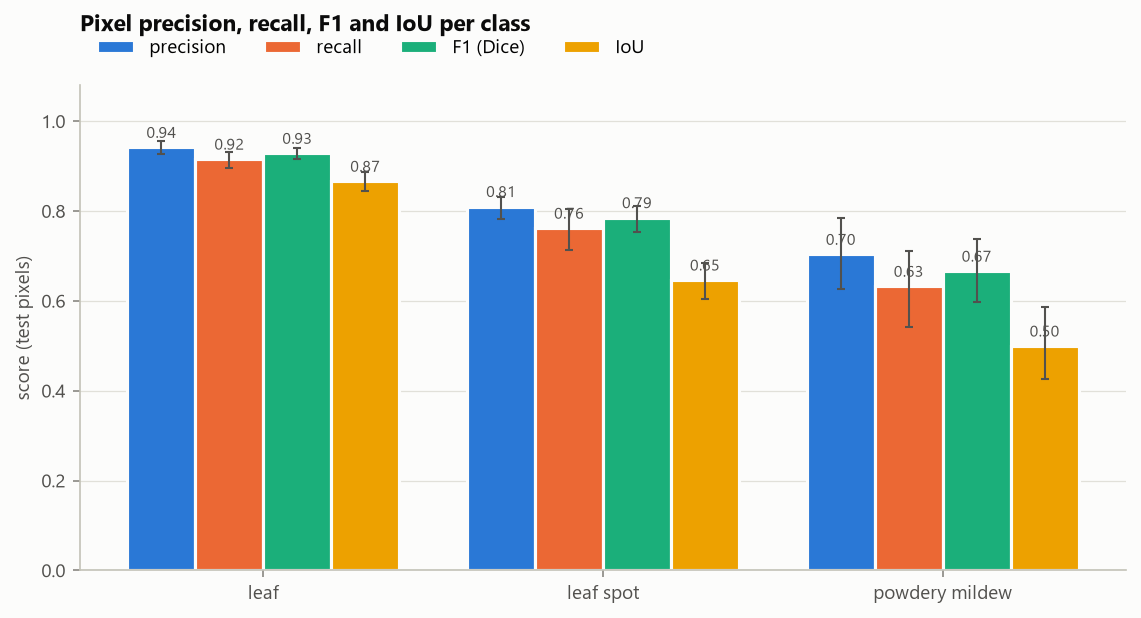 Pixel precision, recall, F1 and IoU per class
precision recall F1 (Dice) IoU
score (test pixels)
1.0
0.8
0.6
0.4
0.2
0.0
0.94 0.92 0.93 0.87
0.81 0.76 0.79 0.65
0.70 0.63 0.67 0.50
leaf leaf spot powdery mildew